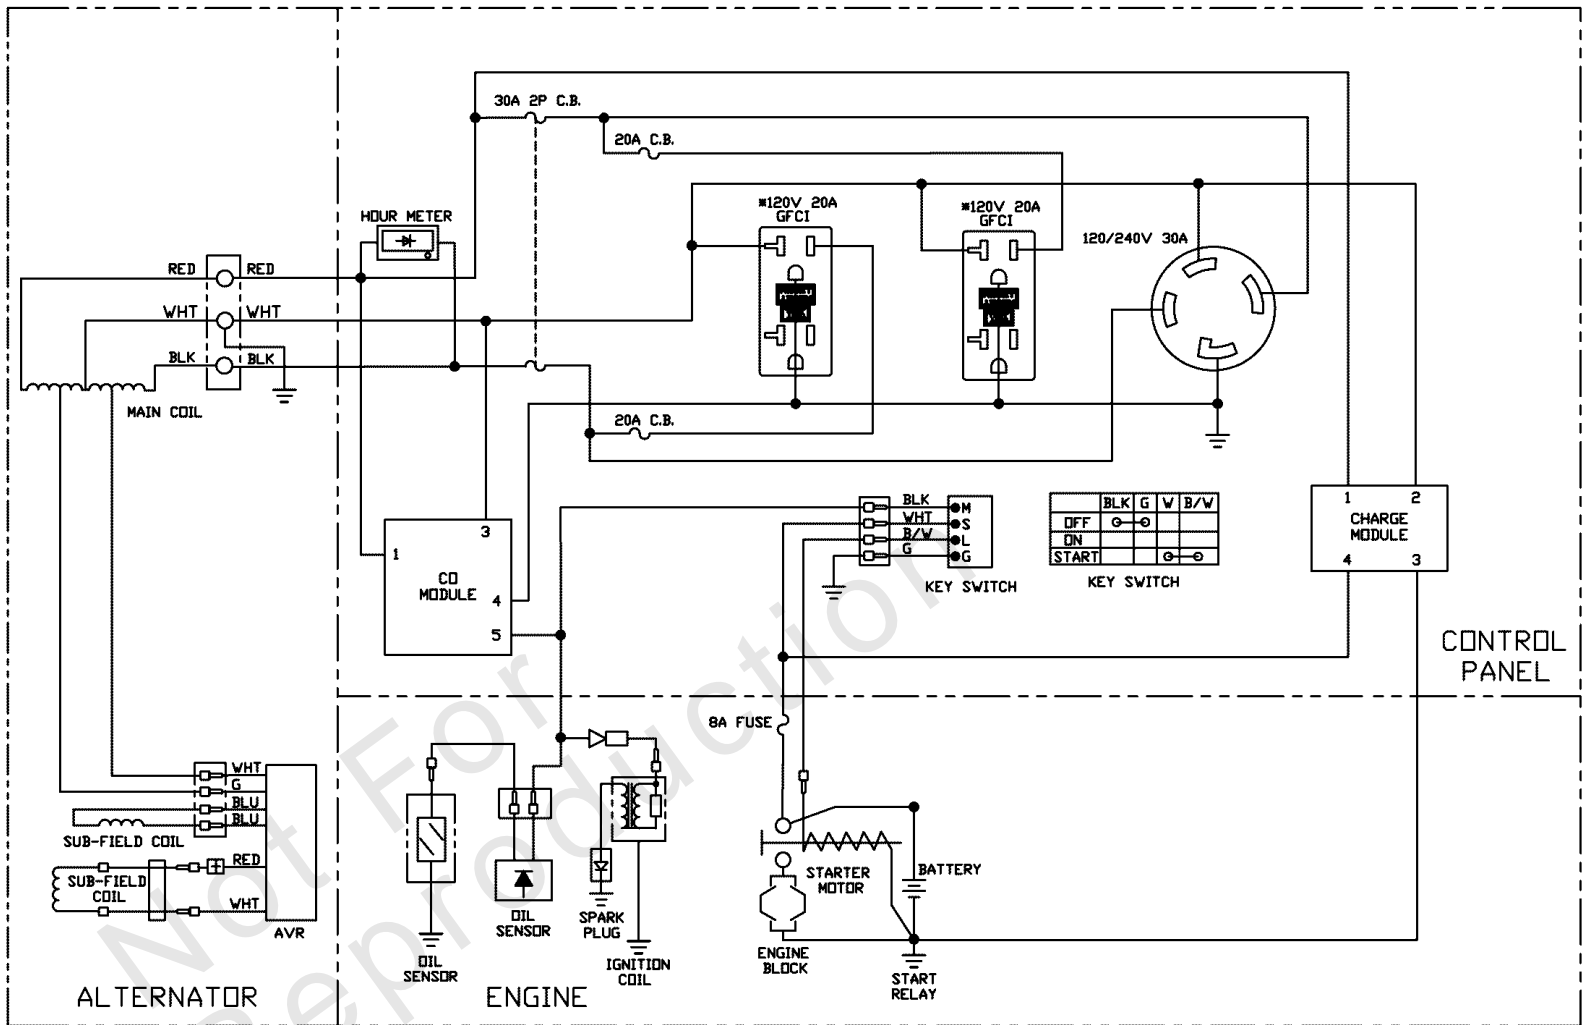 30A 2P C.B.
20A C.B.
HOUR METER
*120V 20A
GFCI
*120V 20A
GFCI
120/240V 30A
RED RED
WHT WHT
BLK BLK
MAIN COIL
20A C.B.
1
3
CO
MODULE
4
5
BLK M
WHT S
B/W L
G G
KEY SWITCH
BLK G W B/W
OFF
ON
START
KEY SWITCH
1 2
CHARGE
MODULE
4 3
CONTROL
PANEL
8A FUSE
WHT
G
BLU
BLU
SUB-FIELD COIL
RED
SUB-FIELD
COIL
WHT
AVR
OIL
SENSOR
OIL
SENSOR
SPARK
PLUG
IGNITION
COIL
STARTER
MOTOR
BATTERY
ENGINE
BLOCK
START
RELAY
ALTERNATOR
ENGINE
Not For
Reproduction